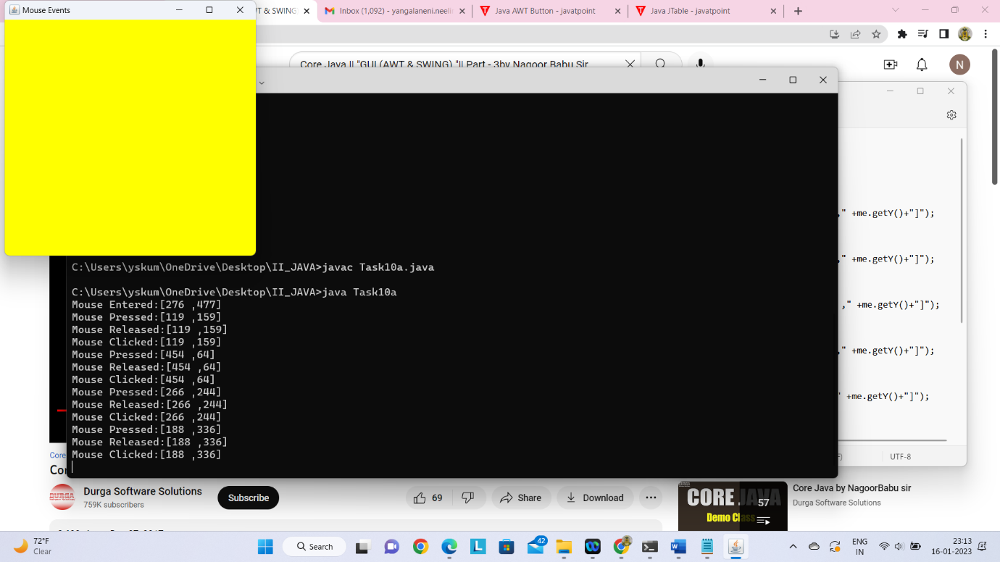 Mouse Events
WT & SWING)
Inbox (1,092) - yangalaneni.neelin
Java AWT Button - javatpoint
Java JTable - javatpoint
Core Java || "GUI (AWT & SWING) "|| Part - 3by Nagoor Babu Sir
N
," +me.getY()+"]");
," +me.getY()+"]");
," +me.getY()+"]");
," +me.getY()+"]");
" +me.getY()+"]");
UTF-8
C:\Users\yskum\OneDrive\Desktop\II_JAVA>javac Task10a.java
C:\Users\yskum\OneDrive\Desktop\II_JAVA>java Task10a
Mouse Entered:[276 ,477]
Mouse Pressed:[119 ,159]
Mouse Released:[119 ,159]
Mouse Clicked:[119 ,159]
Mouse Pressed:[454 ,64]
Mouse Released:[454 ,64]
Mouse Clicked:[454 ,64]
Mouse Pressed:[266 ,244]
Mouse Released:[266 ,244]
Mouse Clicked:[266 ,244]
Mouse Pressed:[188 ,336]
Mouse Released:[188 ,336]
Mouse Clicked:[188 ,336]
Core
Co
DURGA
Durga Software Solutions
759K subscribers
Subscribe
69
Share
Download
CORE JAVA
Demo Class
57
Core Java by NagoorBabu sir
Durga Software Solutions
72°F
Clear
Search
42
ENG
IN
23:13
16-01-2023